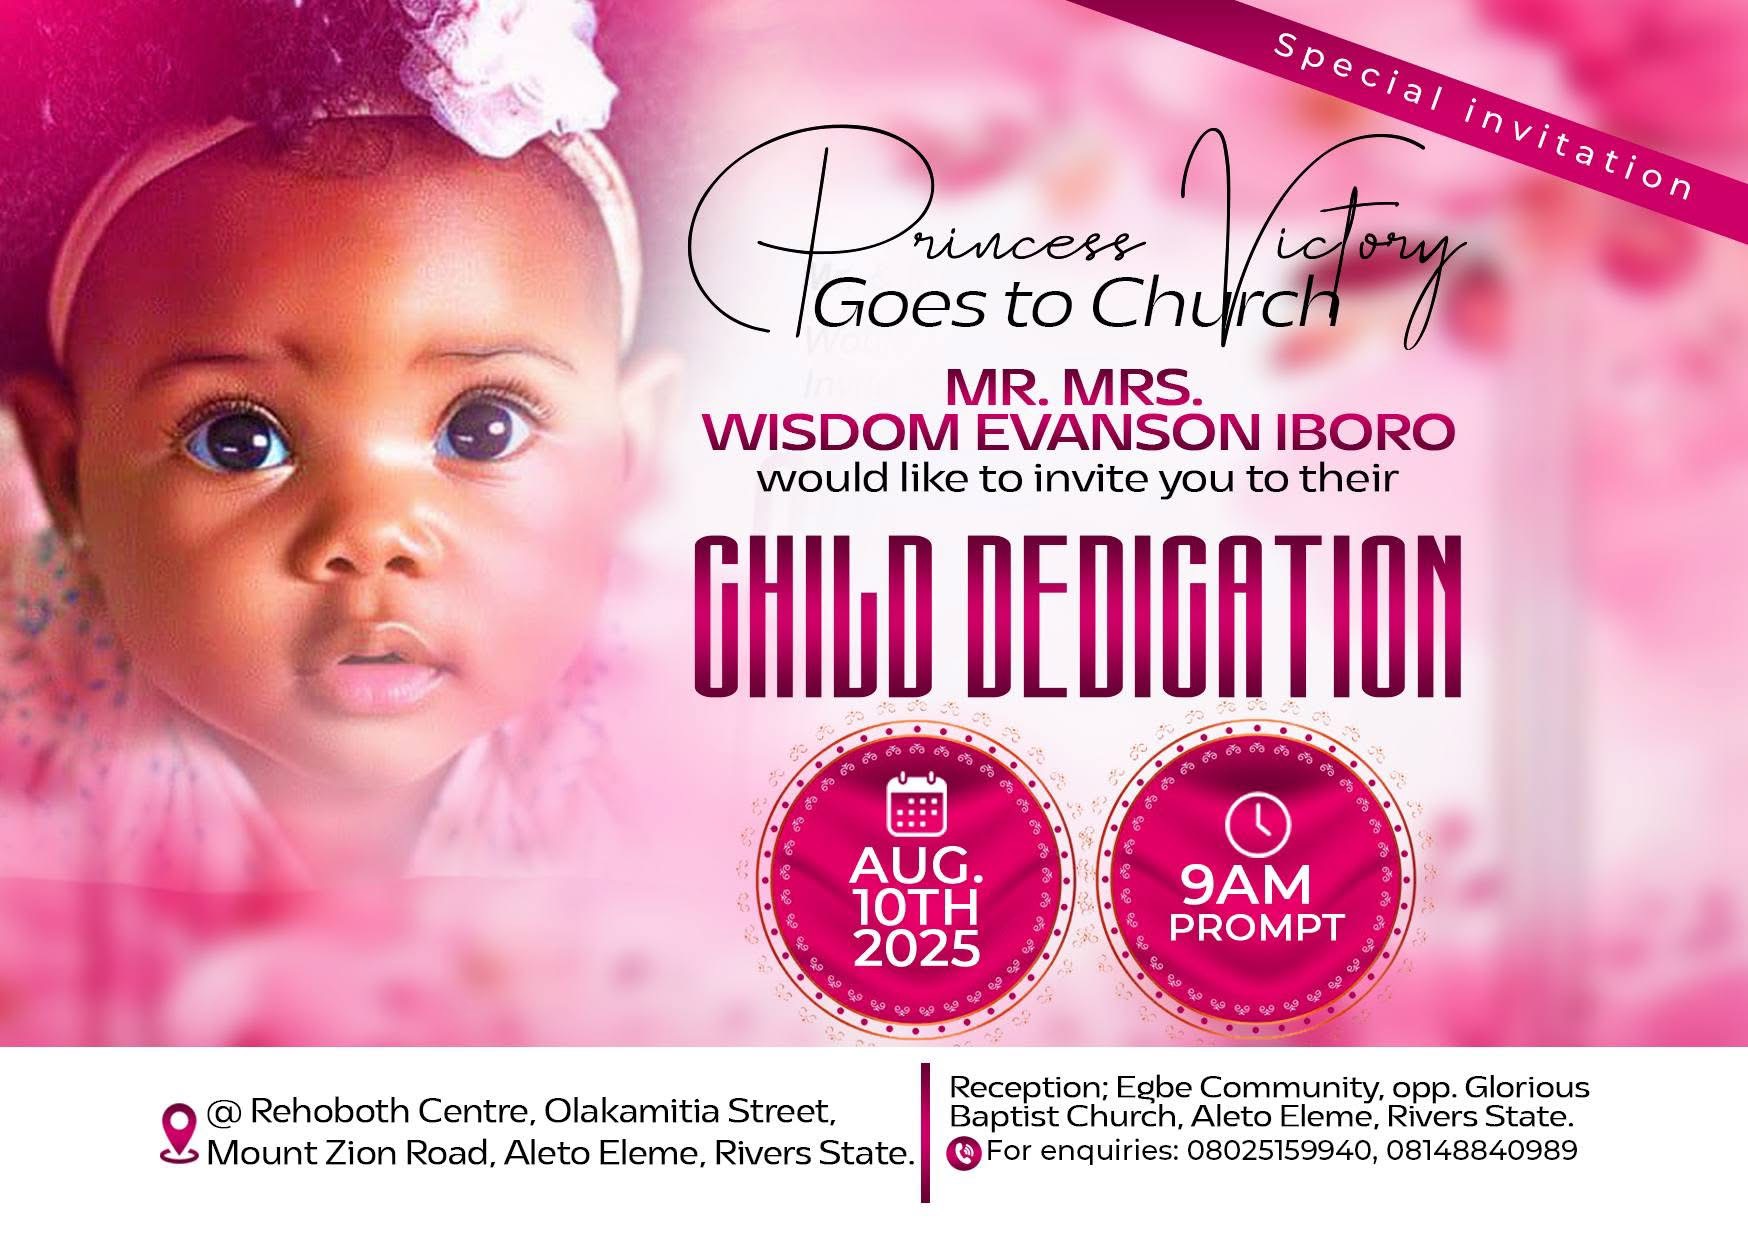 Special invitation
Princess Victory
Goes to Church
MR. MRS.
WISDOM EVANSON IBORO
would like to invite you to their
CHILD DEDICATION
AUG.
10TH
2025
9AM
PROMPT
@ Rehoboth Centre, Olakamitia Street,
Mount Zion Road, Aleto Eleme, Rivers State.
Reception; Egbe Community, opp. Glorious
Baptist Church, Aleto Eleme, Rivers State.
For enquiries: 08025159940, 08148840989